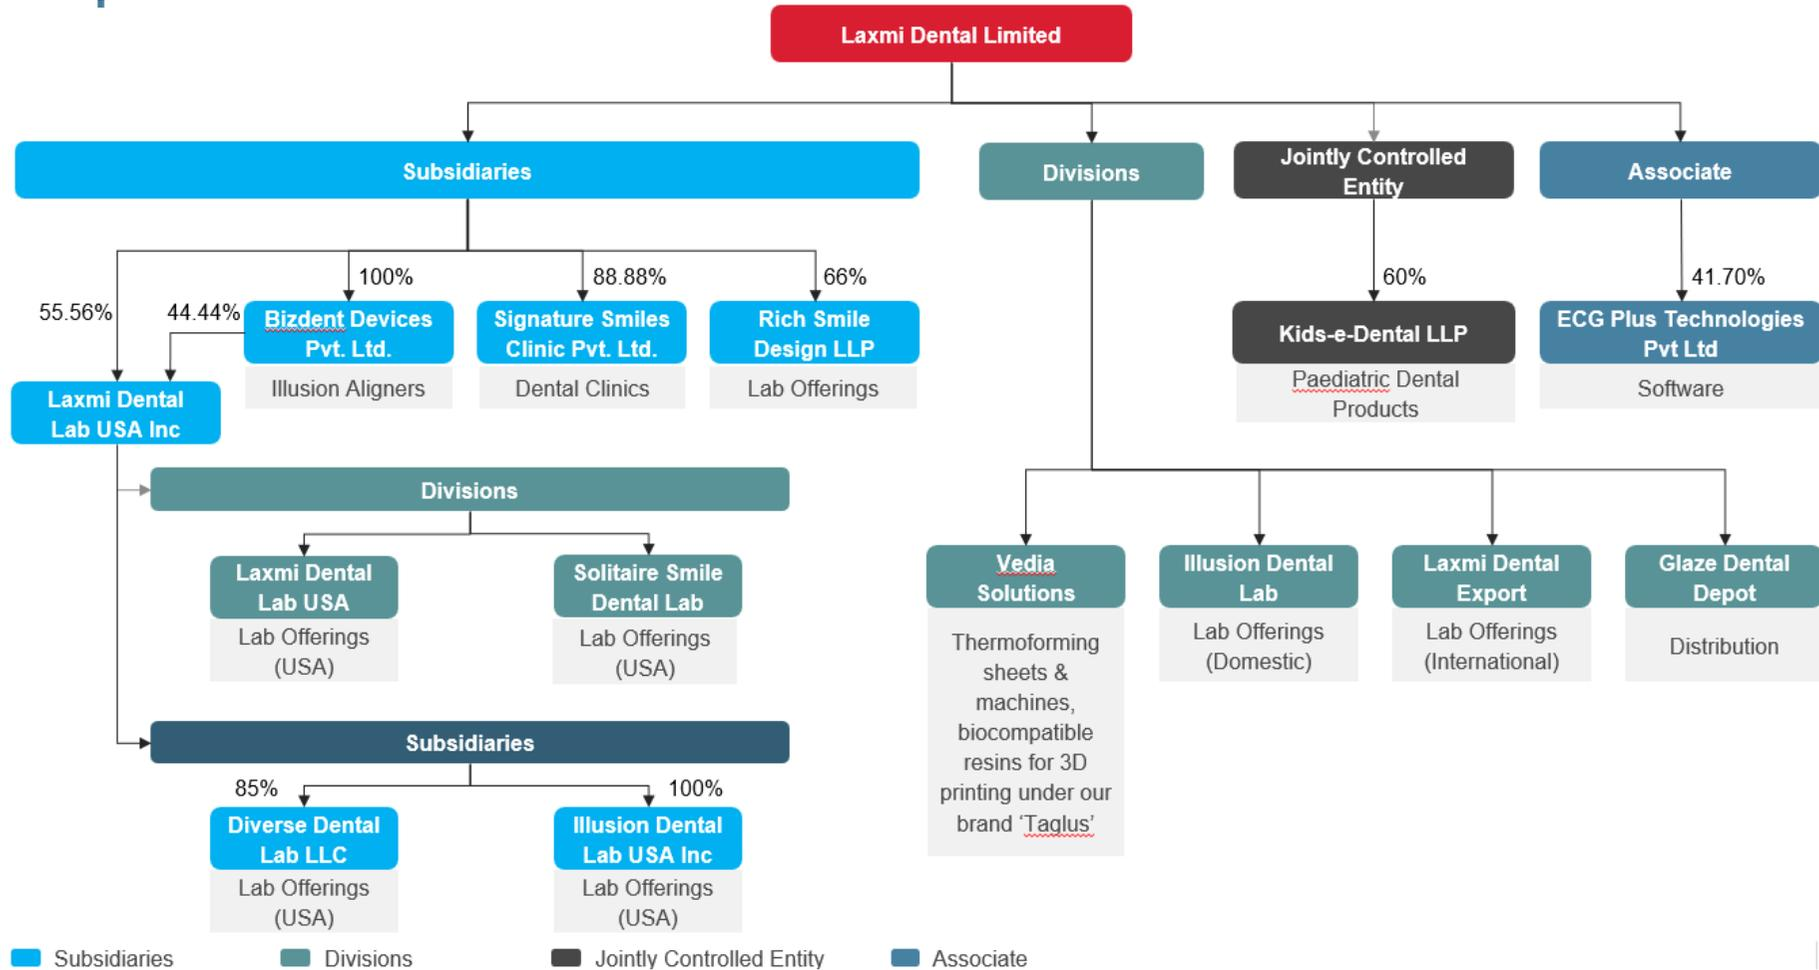 Laxmi Dental Limited
Subsidiaries
Divisions
Jointly Controlled
Entity
Associate
55.56%
44.44%
100%
88.88%
66%
60%
41.70%
Bizdent Devices
Pvt. Ltd.
Illusion Aligners
Signature Smiles
Clinic Pvt. Ltd.
Dental Clinics
Rich Smile
Design LLP
Lab Offerings
Kids-e-Dental LLP
Paediatric Dental
Products
ECG Plus Technologies
Pvt Ltd
Software
Laxmi Dental
Lab USA Inc
Divisions
Laxmi Dental
Lab USA
Lab Offerings
(USA)
Solitaire Smile
Dental Lab
Lab Offerings
(USA)
Subsidiaries
85%
100%
Diverse Dental
Lab LLC
Lab Offerings
(USA)
Illusion Dental
Lab USA Inc
Lab Offerings
(USA)
Vedia
Solutions
Thermoforming
sheets &
machines,
biocompatible
resins for 3D
printing under our
brand ‘Taglus’
Illusion Dental
Lab
Lab Offerings
(Domestic)
Laxmi Dental
Export
Lab Offerings
(International)
Glaze Dental
Depot
Distribution
Subsidiaries
Divisions
Jointly Controlled Entity
Associate